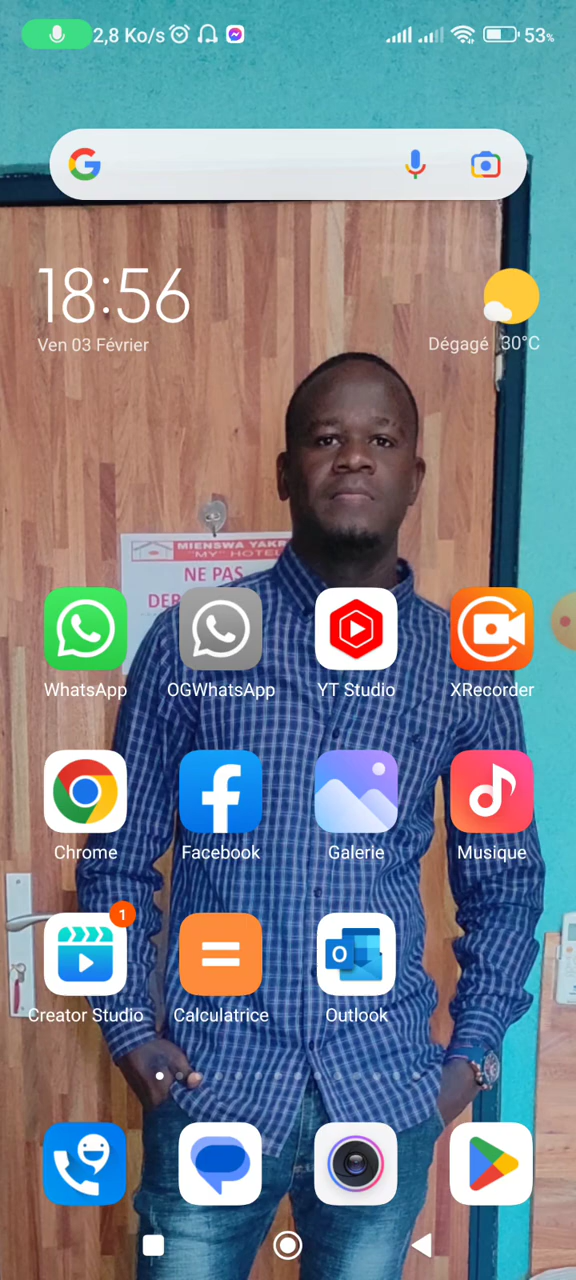 2,8 Ko/s 53%
18:56
Ven 03 Février
Dégagé 30°C
MIENSWA YAKR
"MY" HOTEL
NE PAS
DER
WhatsApp OGWhatsApp YT Studio XRecorder
Chrome Facebook Galerie Musique
1
Creator Studio Calculatrice Outlook